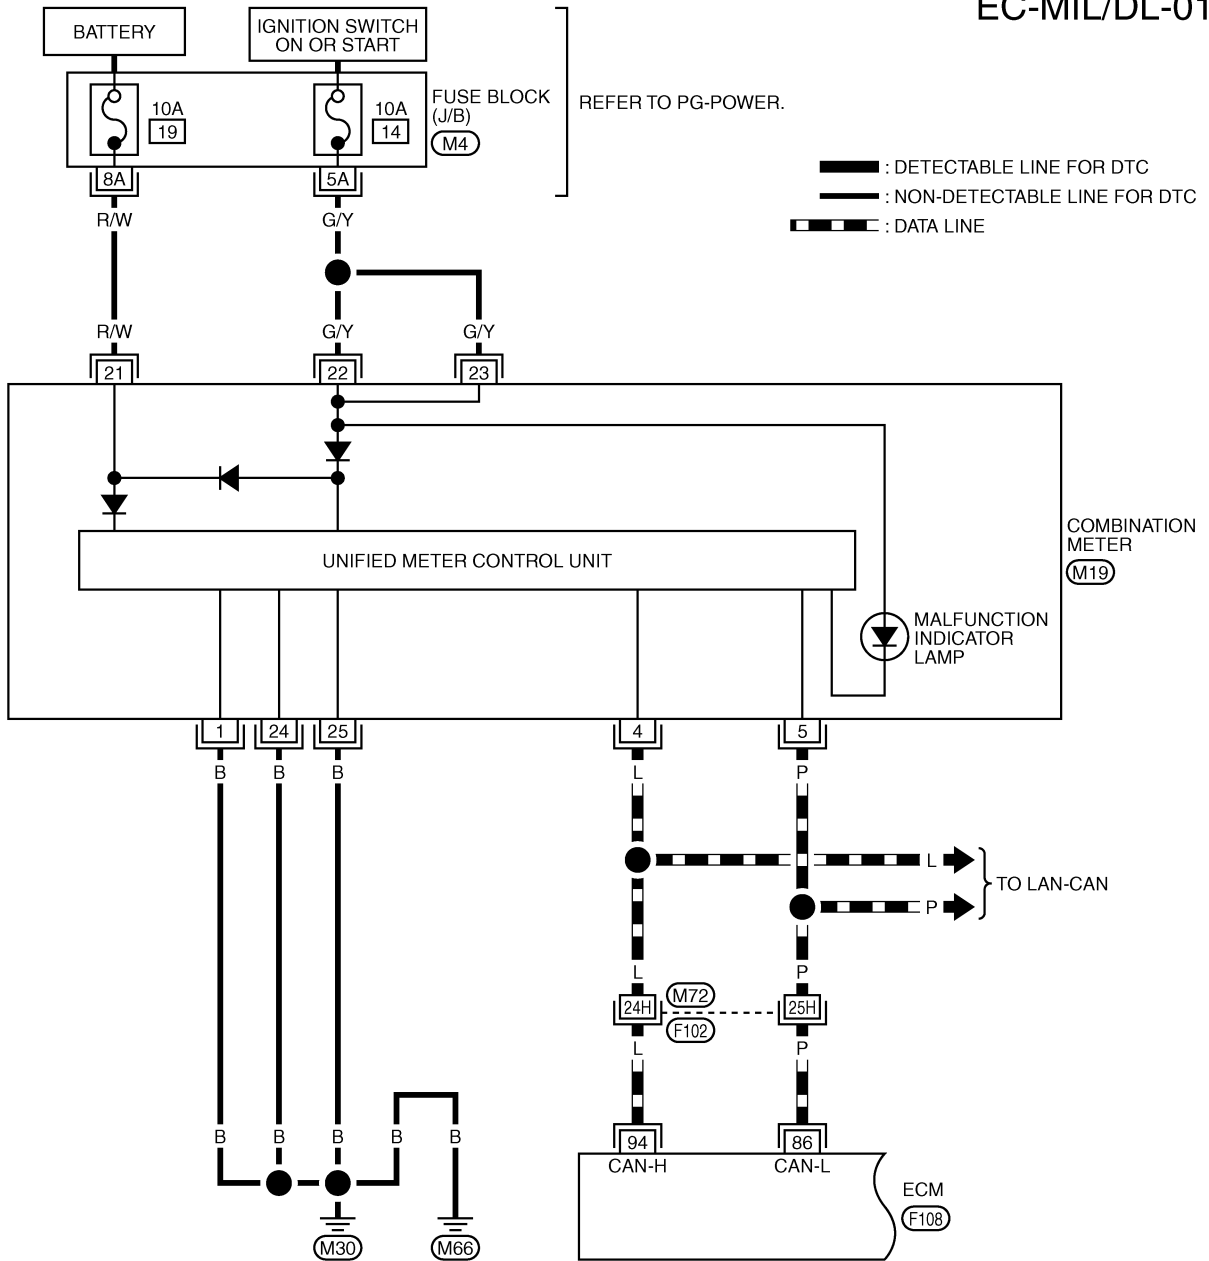 EC-MIL/DL-01
BATTERY
IGNITION SWITCH
ON OR START
10A
19
10A
14
FUSE BLOCK
(J/B)
M4
REFER TO PG-POWER.
: DETECTABLE LINE FOR DTC
: NON-DETECTABLE LINE FOR DTC
: DATA LINE
8A
5A
R/W
G/Y
R/W
G/Y
G/Y
21
22
23
UNIFIED METER CONTROL UNIT
COMBINATION
METER
M19
MALFUNCTION
INDICATOR
LAMP
1
24
25
4
5
B
B
B
L
P
L
P
TO LAN-CAN
L
P
24H
M72
F102
25H
L
P
B
B
B
B
B
94
86
CAN-H
CAN-L
ECM
F108
M30
M66